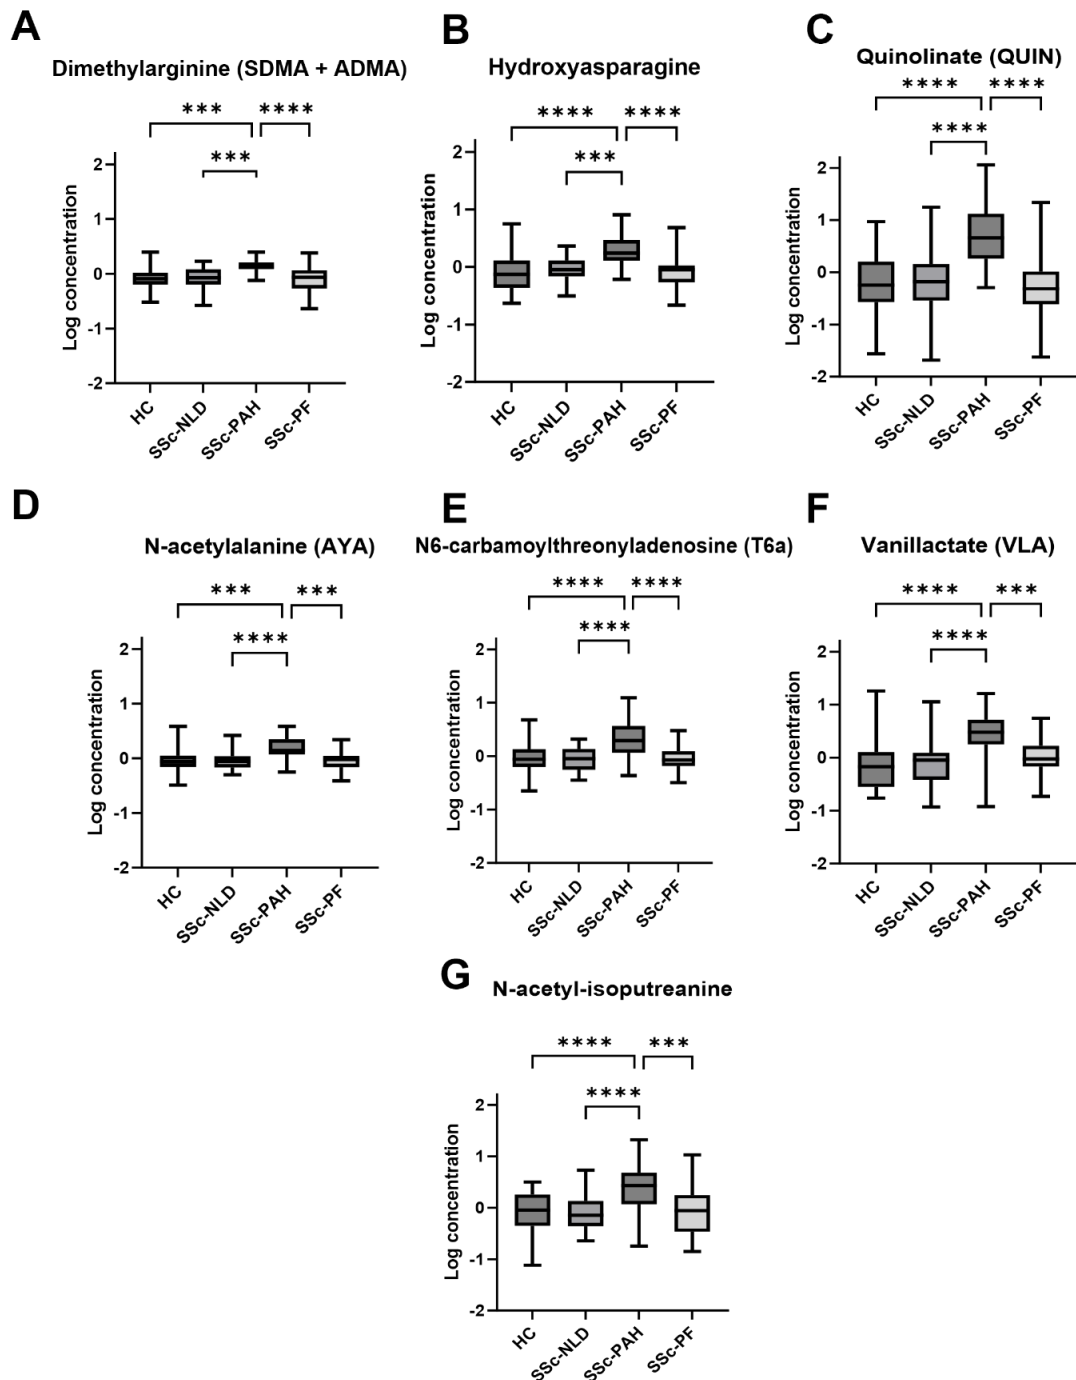 A
Dimethylarginine (SDMA + ADMA)
*** ****
***
Log concentration
2
1
0
-1
-2
HC SSc-NLD SSc-PAH SSc-PF
B
Hydroxyasparagine
**** ****
***
Log concentration
2
1
0
-1
-2
HC SSc-NLD SSc-PAH SSc-PF
C
Quinolinate (QUIN)
**** ****
****
Log concentration
2
1
0
-1
-2
HC SSc-NLD SSc-PAH SSc-PF
D
N-acetylalanine (AYA)
*** ***
****
Log concentration
2
1
0
-1
-2
HC SSc-NLD SSc-PAH SSc-PF
E
N6-carbamoylthreonyladenosine (T6a)
**** ****
****
Log concentration
2
1
0
-1
-2
HC SSc-NLD SSc-PAH SSc-PF
F
Vanillactate (VLA)
**** ***
****
Log concentration
2
1
0
-1
-2
HC SSc-NLD SSc-PAH SSc-PF
G
N-acetyl-isoputreanine
**** ***
****
Log concentration
2
1
0
-1
-2
HC SSc-NLD SSc-PAH SSc-PF